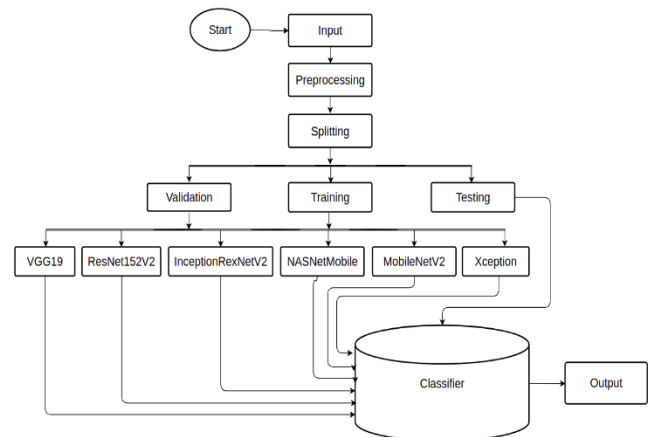 Start
Input
Preprocessing
Splitting
Validation
Training
Testing
VGG19
ResNet152V2
InceptionRexNetV2
NASNetMobile
MobileNetV2
Xception
Classifier
Output